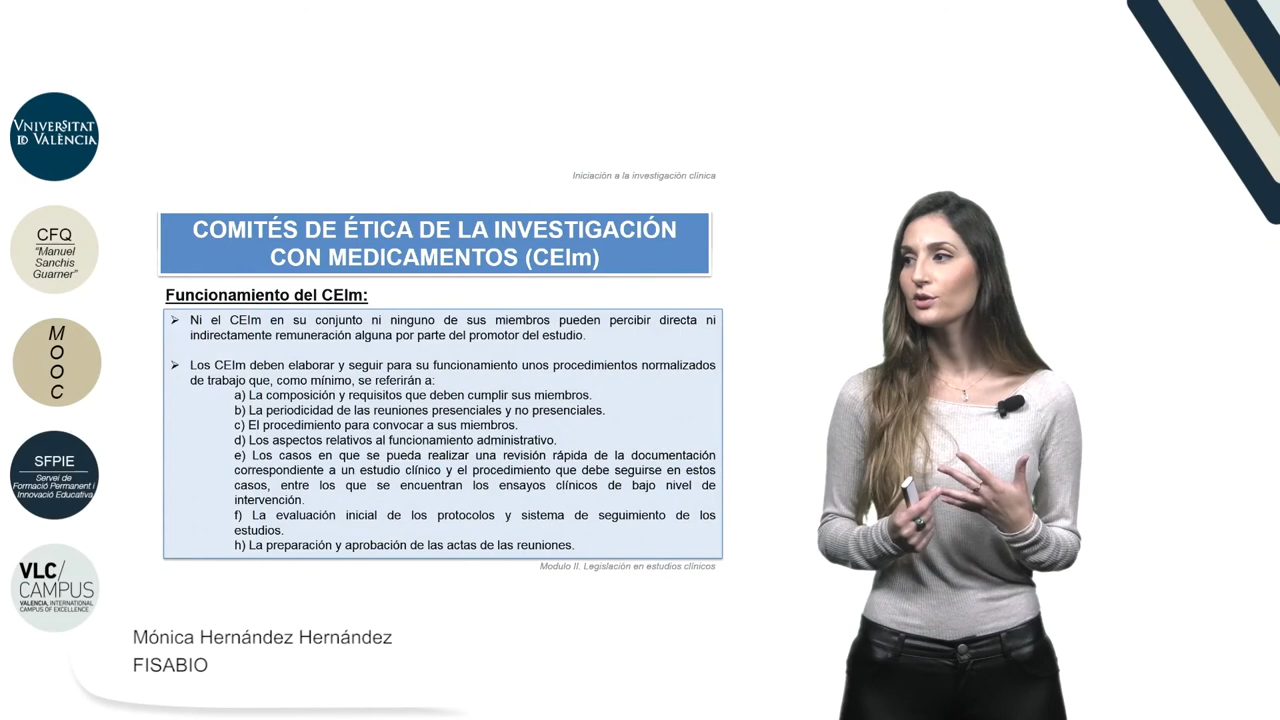 VNIVERSITAT
ID VALÈNCIA
CFQ
"Manuel
Sanchis
Guarner"
M
O
O
C
SFPIE
Servei de
Formació Permanent i
Innovació Educativa
VLC/
CAMPUS
VALENCIA, INTERNATIONAL
CAMPUS OF EXCELLENCE
Iniciación a la investigación clínica
COMITÉS DE ÉTICA DE LA INVESTIGACIÓN
CON MEDICAMENTOS (CEIm)
Funcionamiento del CEIm:
➢ Ni el CEIm en su conjunto ni ninguno de sus miembros pueden percibir directa ni
indirectamente remuneración alguna por parte del promotor del estudio.
➢ Los CEIm deben elaborar y seguir para su funcionamiento unos procedimientos normalizados
de trabajo que, como mínimo, se referirán a:
a) La composición y requisitos que deben cumplir sus miembros.
b) La periodicidad de las reuniones presenciales y no presenciales.
c) El procedimiento para convocar a sus miembros.
d) Los aspectos relativos al funcionamiento administrativo.
e) Los casos en que se pueda realizar una revisión rápida de la documentación
correspondiente a un estudio clínico y el procedimiento que debe seguirse en estos
casos, entre los que se encuentran los ensayos clínicos de bajo nivel de
intervención.
f) La evaluación inicial de los protocolos y sistema de seguimiento de los
estudios.
h) La preparación y aprobación de las actas de las reuniones.
Modulo II. Legislación en estudios clínicos
Mónica Hernández Hernández
FISABIO